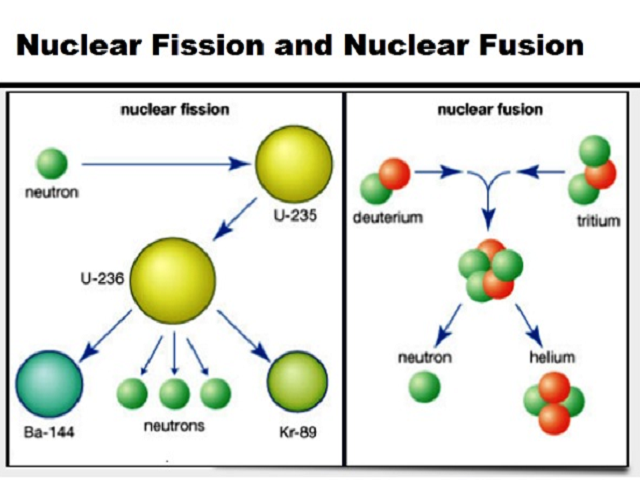 Nuclear Fission and Nuclear Fusion
nuclear fission
neutron
U-235
U-236
Ba-144
neutrons
Kr-89
nuclear fusion
deuterium
tritium
neutron
helium